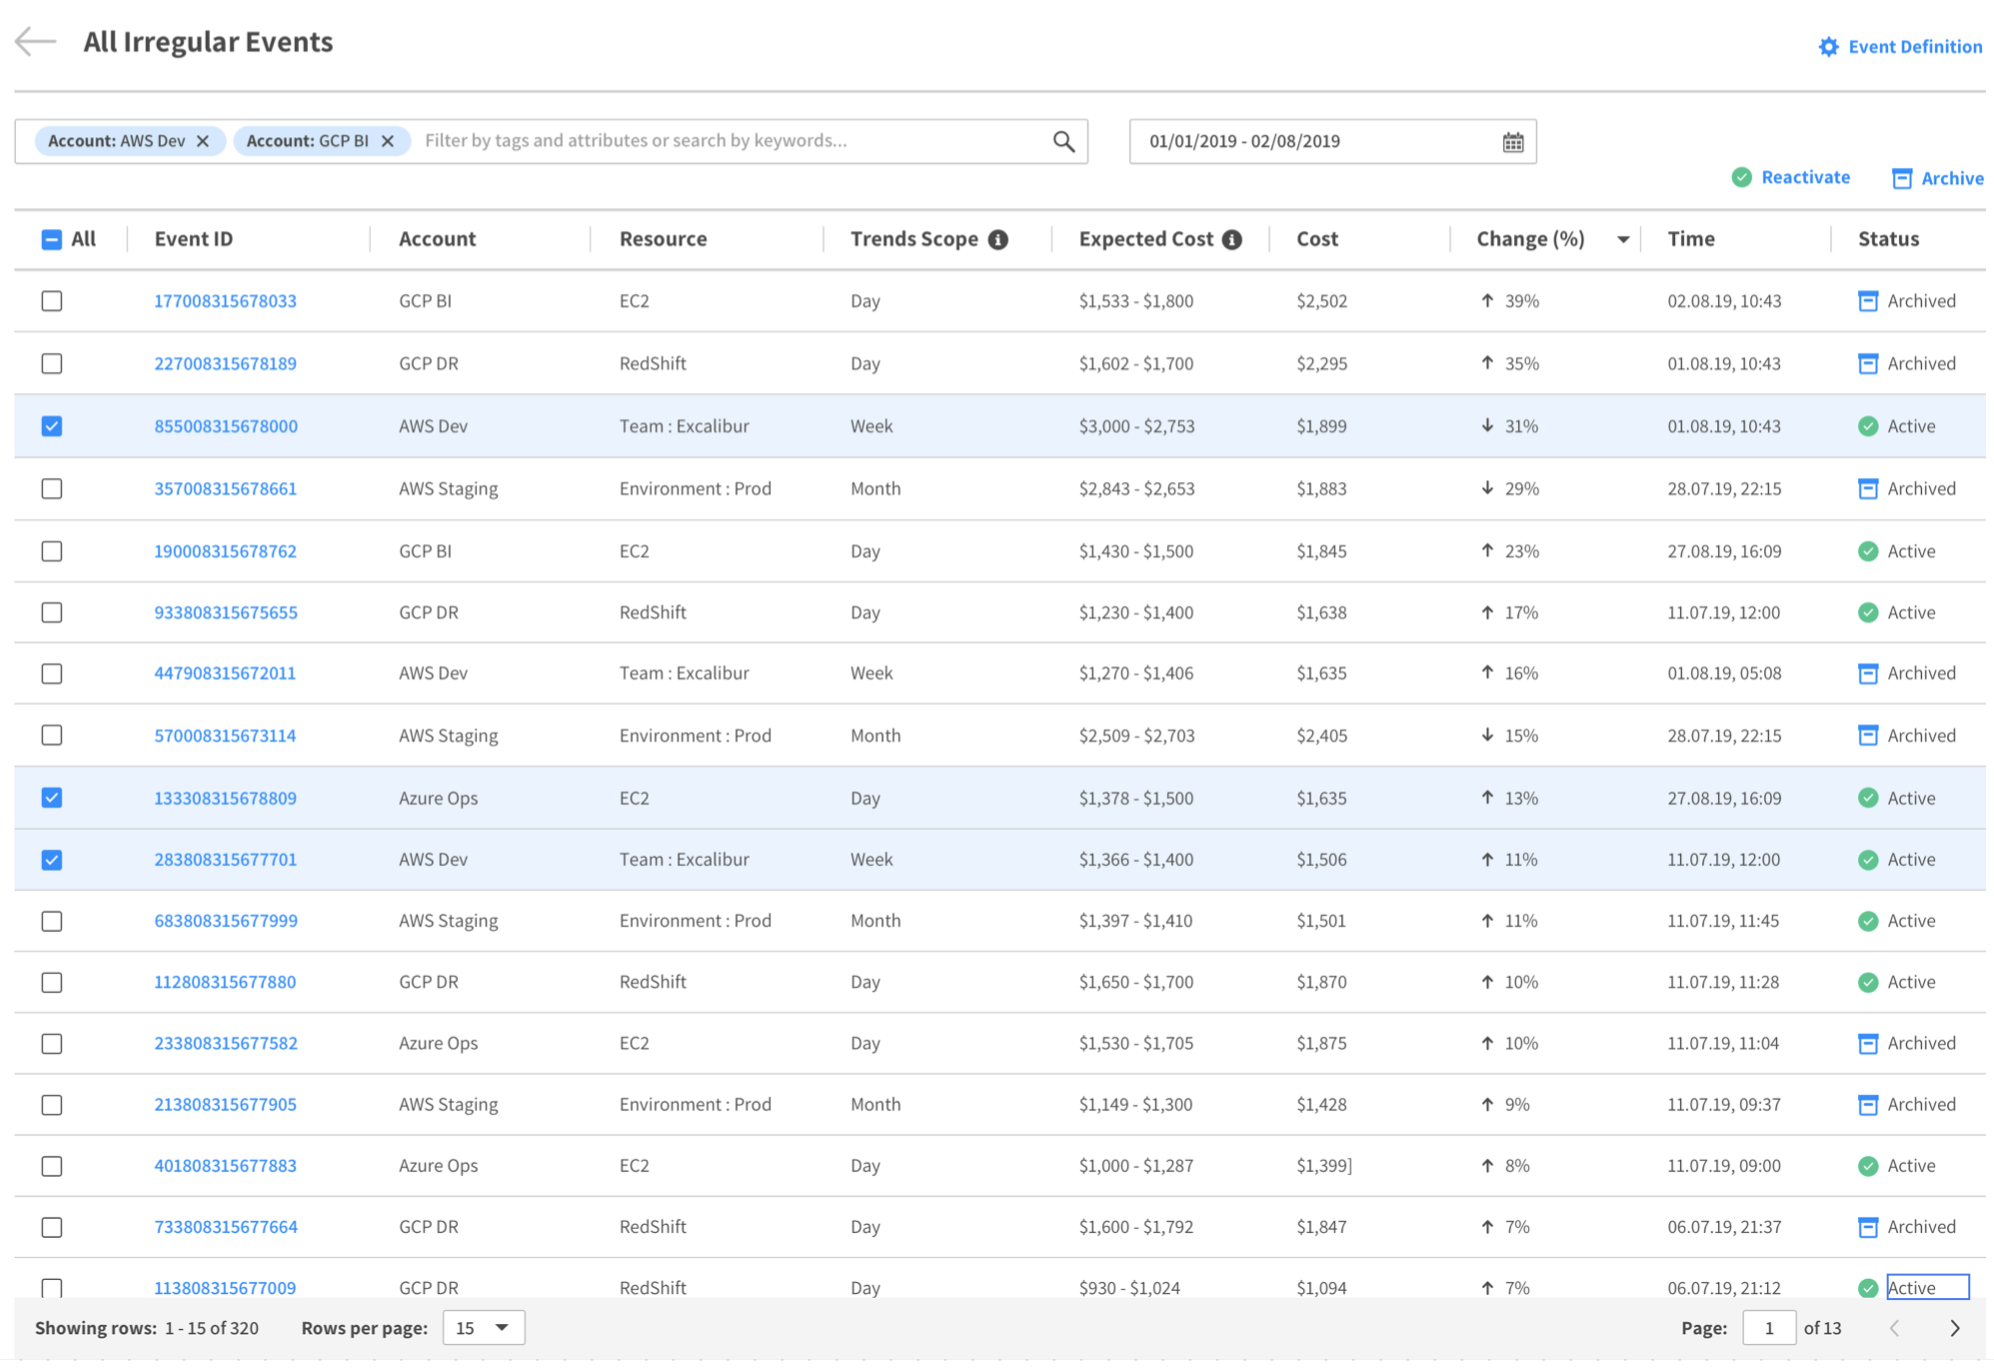 All Irregular Events
Event Definition
Account: AWS Dev Account: GCP BI Filter by tags and attributes or search by keywords... 01/01/2019 - 02/08/2019
Reactivate Archive
All Event ID Account Resource Trends Scope Expected Cost Cost Change (%) Time Status
177008315678033 GCP BI EC2 Day $1,533 - $1,800 $2,502 39% 02.08.19, 10:43 Archived
227008315678189 GCP DR RedShift Day $1,602 - $1,700 $2,295 35% 01.08.19, 10:43 Archived
855008315678000 AWS Dev Team : Excalibur Week $3,000 - $2,753 $1,899 31% 01.08.19, 10:43 Active
357008315678661 AWS Staging Environment : Prod Month $2,843 - $2,653 $1,883 29% 28.07.19, 22:15 Archived
190008315678762 GCP BI EC2 Day $1,430 - $1,500 $1,845 23% 27.08.19, 16:09 Active
933808315675655 GCP DR RedShift Day $1,230 - $1,400 $1,638 17% 11.07.19, 12:00 Active
447908315672011 AWS Dev Team : Excalibur Week $1,270 - $1,406 $1,635 16% 01.08.19, 05:08 Archived
570008315673114 AWS Staging Environment : Prod Month $2,509 - $2,703 $2,405 15% 28.07.19, 22:15 Archived
133308315678809 Azure Ops EC2 Day $1,378 - $1,500 $1,635 13% 27.08.19, 16:09 Active
283808315677701 AWS Dev Team : Excalibur Week $1,366 - $1,400 $1,506 11% 11.07.19, 12:00 Active
683808315677999 AWS Staging Environment : Prod Month $1,397 - $1,410 $1,501 11% 11.07.19, 11:45 Active
112808315677880 GCP DR RedShift Day $1,650 - $1,700 $1,870 10% 11.07.19, 11:28 Active
233808315677582 Azure Ops EC2 Day $1,530 - $1,705 $1,875 10% 11.07.19, 11:04 Archived
213808315677905 AWS Staging Environment : Prod Month $1,149 - $1,300 $1,428 9% 11.07.19, 09:37 Archived
401808315677883 Azure Ops EC2 Day $1,000 - $1,287 $1,399] 8% 11.07.19, 09:00 Active
733808315677664 GCP DR RedShift Day $1,600 - $1,792 $1,847 7% 06.07.19, 21:37 Archived
113808315677009 GCP DR RedShift Day $930 - $1,024 $1,094 7% 06.07.19, 21:12 Active
Showing rows: 1 - 15 of 320 Rows per page: 15 Page: 1 of 13